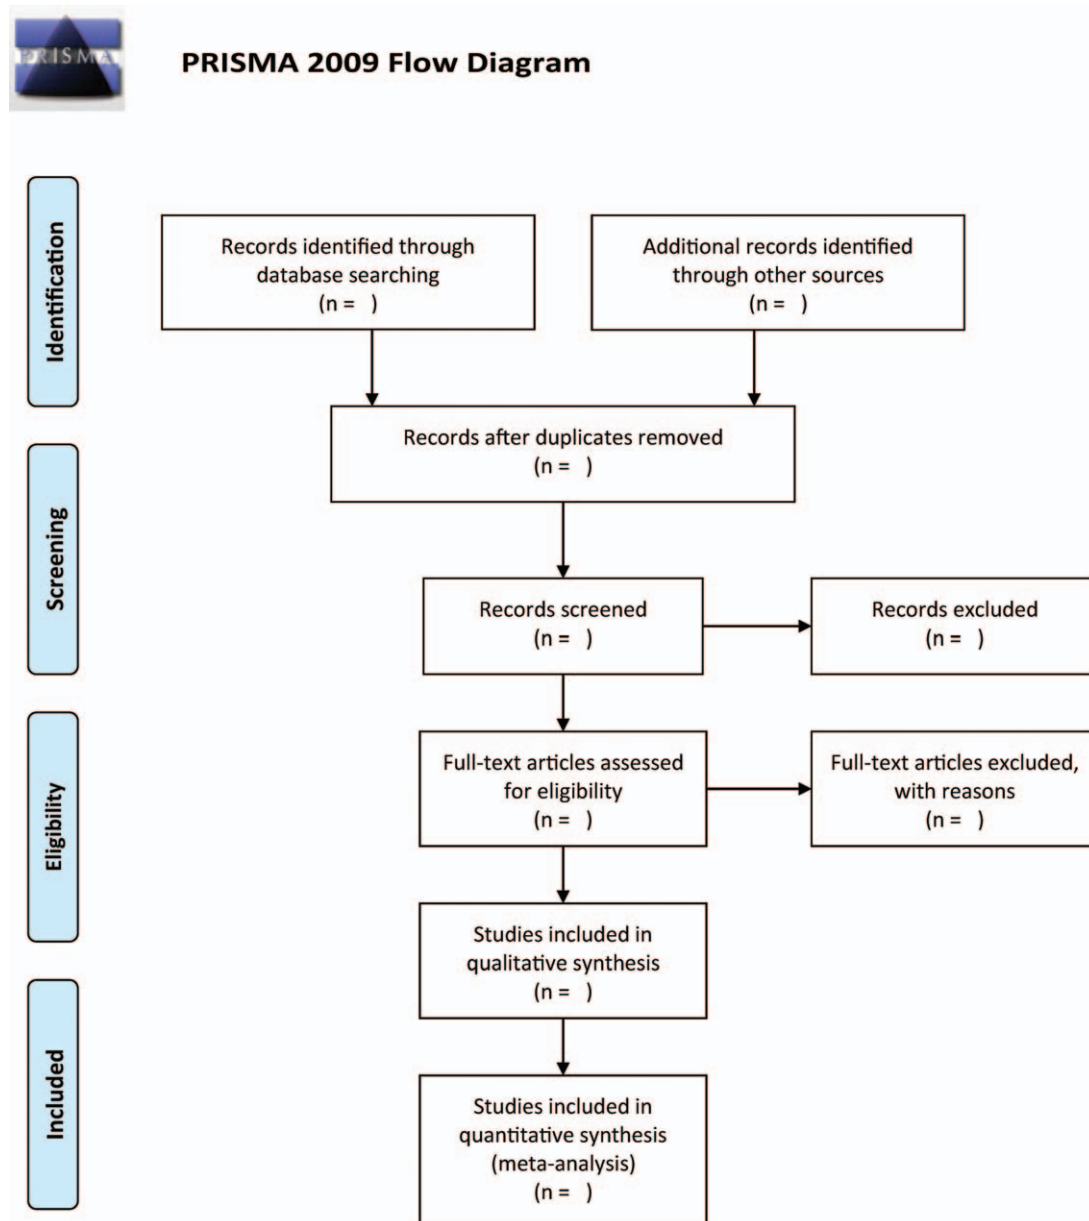 PRISMA
PRISMA 2009 Flow Diagram
Identification
Records identified through
database searching
(n =   )
Additional records identified
through other sources
(n =   )
Records after duplicates removed
(n =   )
Screening
Records screened
(n =   )
Records excluded
(n =   )
Eligibility
Full-text articles assessed
for eligibility
(n =   )
Full-text articles excluded,
with reasons
(n =   )
Studies included in
qualitative synthesis
(n =   )
Included
Studies included in
quantitative synthesis
(meta-analysis)
(n =   )